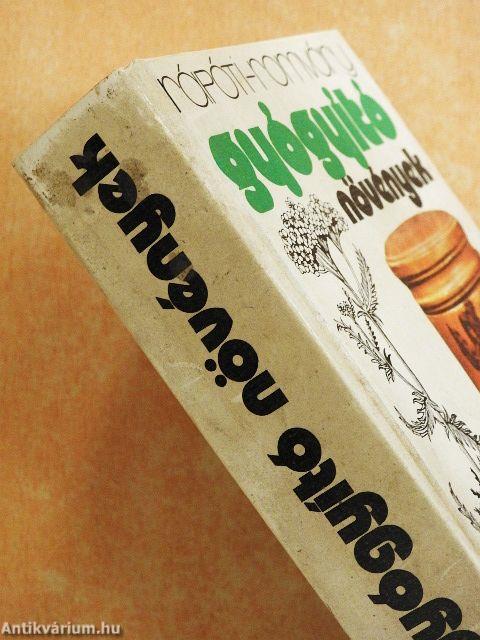 rápóti-romváry
gyógyító
növények
gyógyító növények
Antikvárium.hu